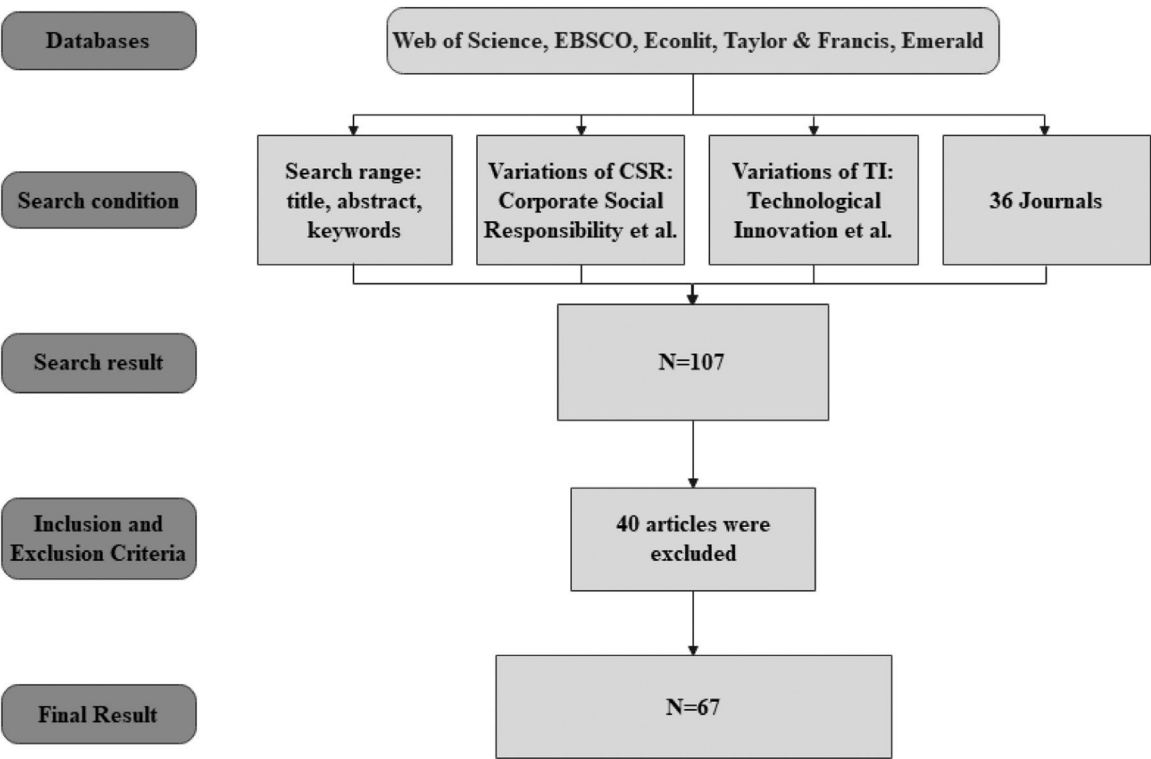 Databases
Web of Science, EBSCO, Econlit, Taylor & Francis, Emerald
Search condition
Search range:
title, abstract,
keywords
Variations of CSR:
Corporate Social
Responsibility et al.
Variations of TI:
Technological
Innovation et al.
36 Journals
Search result
N=107
Inclusion and
Exclusion Criteria
40 articles were
excluded
Final Result
N=67